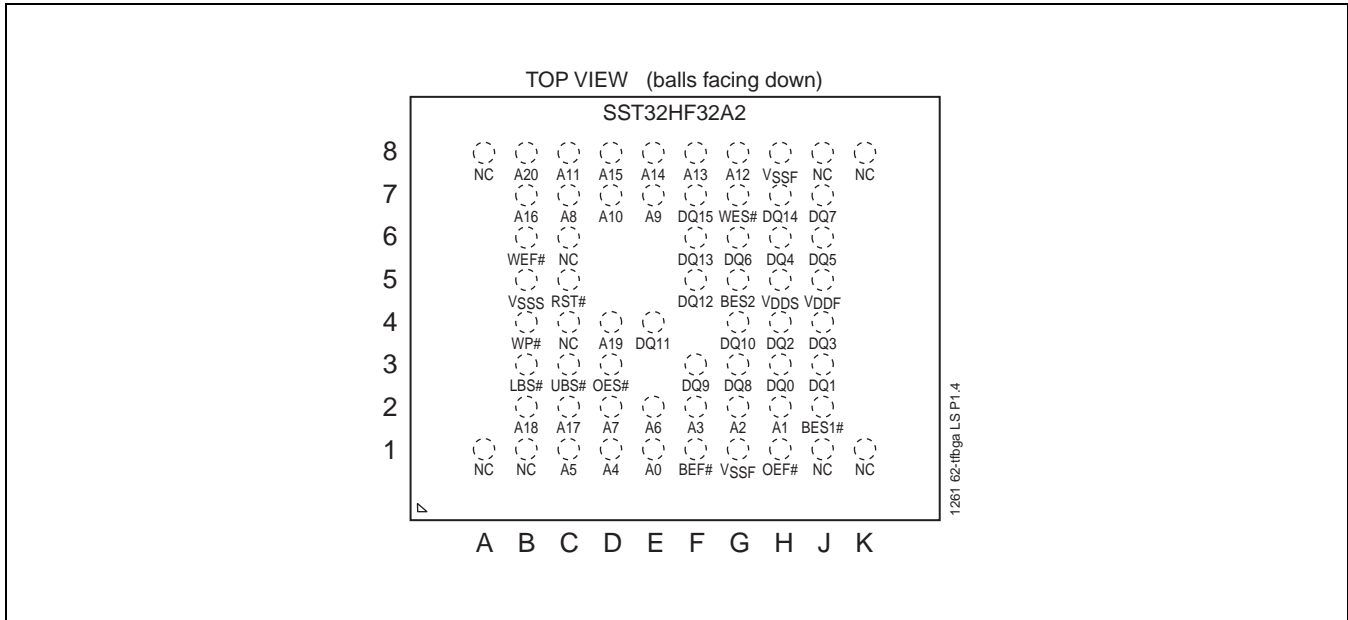 TOP VIEW (balls facing down)
SST32HF32A2
8
NC A20 A11 A15 A14 A13 A12 VSSF NC NC
7
A16 A8 A10 A9 DQ15 WES# DQ14 DQ7
6
WEF# NC DQ13 DQ6 DQ4 DQ5
5
VSSS RST# DQ12 BES2 VDDS VDDF
4
WP# NC A19 DQ11 DQ10 DQ2 DQ3
3
LBS# UBS# OES# DQ9 DQ8 DQ0 DQ1
2
A18 A17 A7 A6 A3 A2 A1 BES1#
1
NC NC A5 A4 A0 BEF# VSSF OEF# NC NC
A B C D E F G H J K
1261 62-tfbga LS P1.4